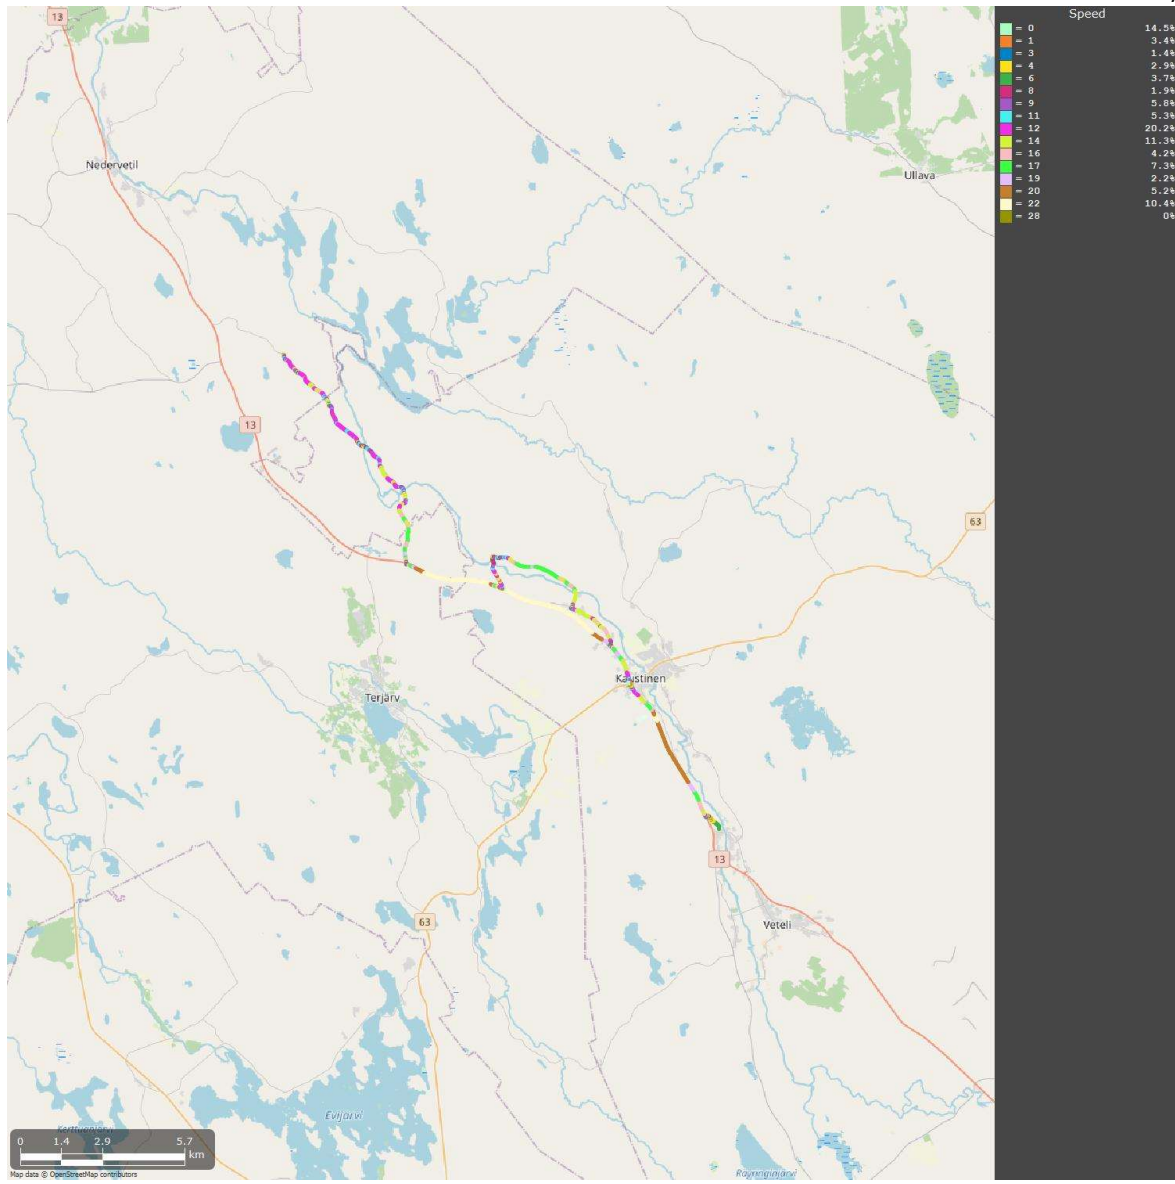 Speed
= 0 14.5%
= 1 3.4%
= 3 1.4%
= 4 2.9%
= 6 3.7%
= 8 1.9%
= 9 5.8%
= 11 5.3%
= 12 20.2%
= 14 11.3%
= 16 4.2%
= 17 7.3%
= 19 2.2%
= 20 5.2%
= 22 10.4%
= 28 0%
13
Nedervetil
Ullava
13
63
Kaustinen
Terjärv
13
63
Veteli
Evijärvi
Kerttuanjärvi
0 1.4 2.9 5.7
km
Map data © OpenStreetMap contributors